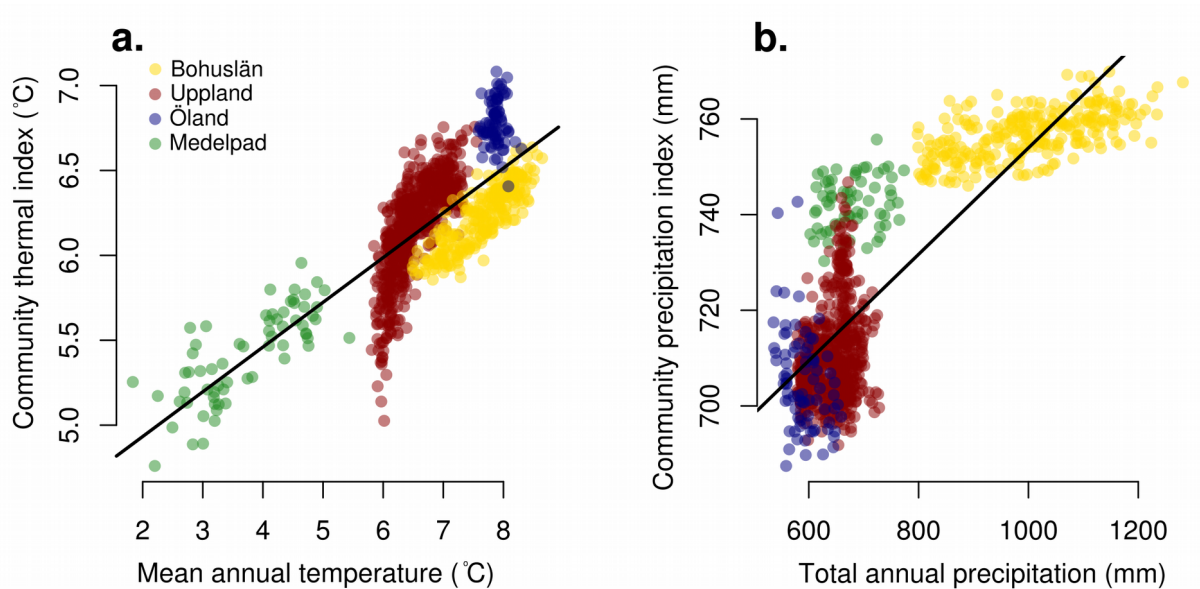 a.
Bohuslän
Uppland
Öland
Medelpad
Community thermal index (°C)
7.0
6.5
6.0
5.5
5.0
2 3 4 5 6 7 8
Mean annual temperature (°C)
b.
Community precipitation index (mm)
760
740
720
700
600 800 1000 1200
Total annual precipitation (mm)